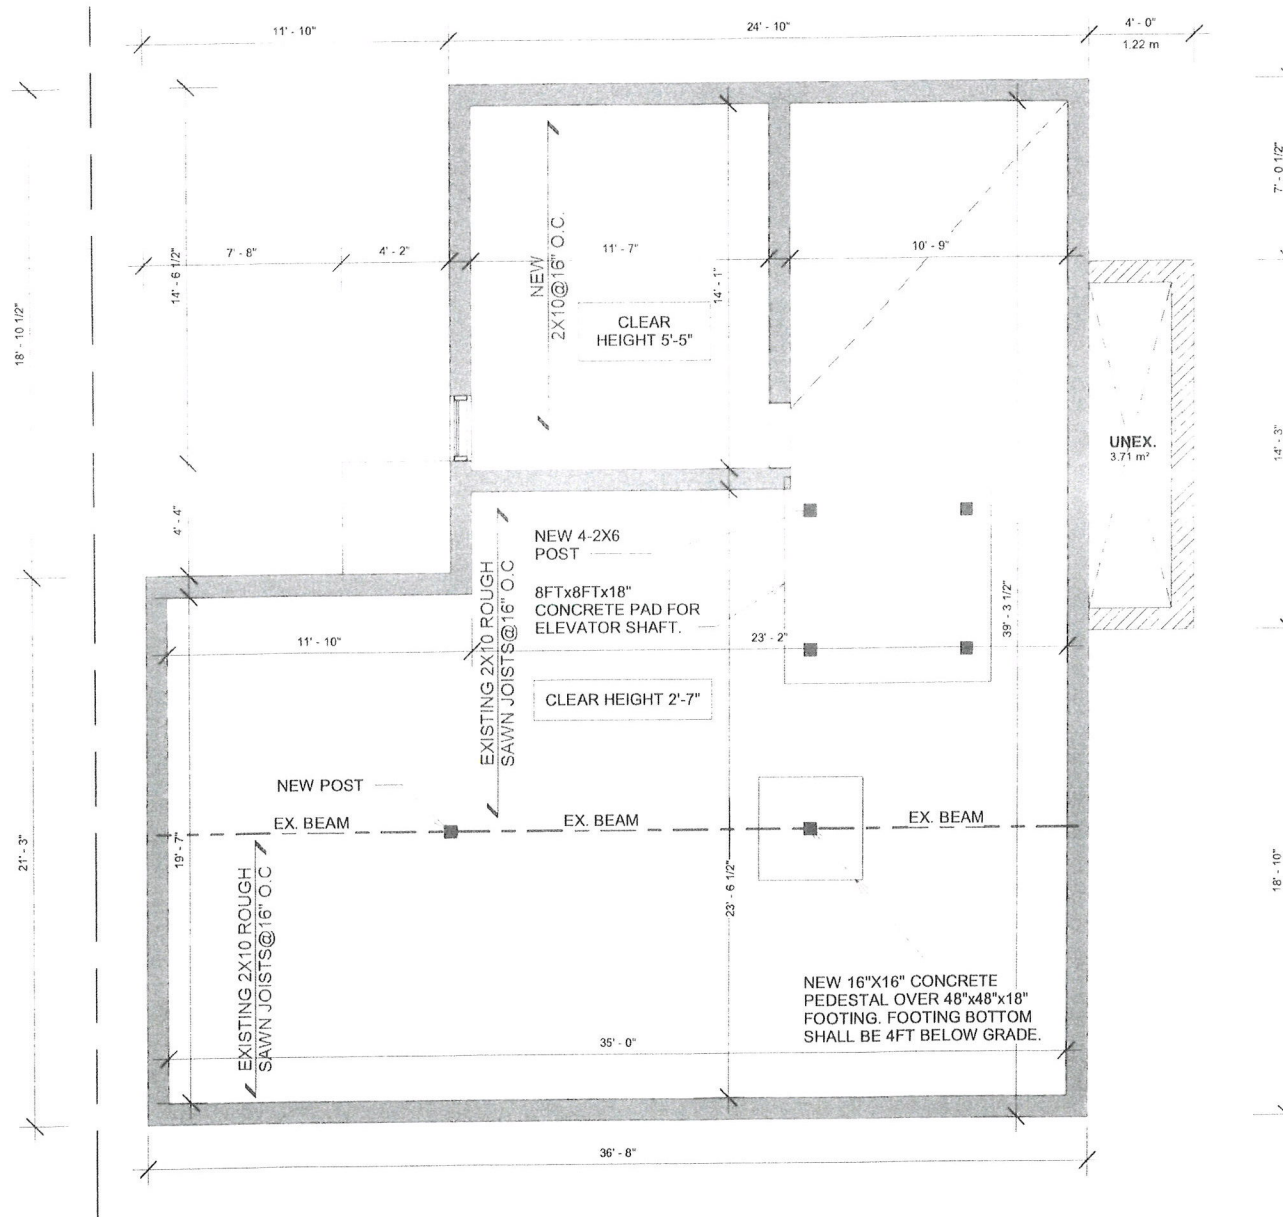 11' - 10"
24' - 10"
4' - 0"
1.22 m
7' - 0 1/2"
18' - 10 1/2"
14' - 6 1/2"
7' - 8"
4' - 2"
NEW
2X10@16" O.C.
11' - 7"
14' - 1"
10' - 9"
CLEAR
HEIGHT 5'-5"
UNEX.
3.71 m²
14' - 3"
4' - 4"
NEW 4-2X6
POST
8FTx8FTx18"
CONCRETE PAD FOR
ELEVATOR SHAFT.
EXISTING 2X10 ROUGH
SAWN JOISTS@16" O.C
11' - 10"
23' - 2"
39' - 3 1/2"
CLEAR HEIGHT 2'-7"
NEW POST
EX. BEAM
EX. BEAM
EX. BEAM
21' - 3"
19' - 7"
23' - 6 1/2"
18' - 10"
EXISTING 2X10 ROUGH
SAWN JOISTS@16" O.C
NEW 16"X16" CONCRETE
PEDESTAL OVER 48"x48"x18"
FOOTING. FOOTING BOTTOM
SHALL BE 4FT BELOW GRADE.
35' - 0"
36' - 8"